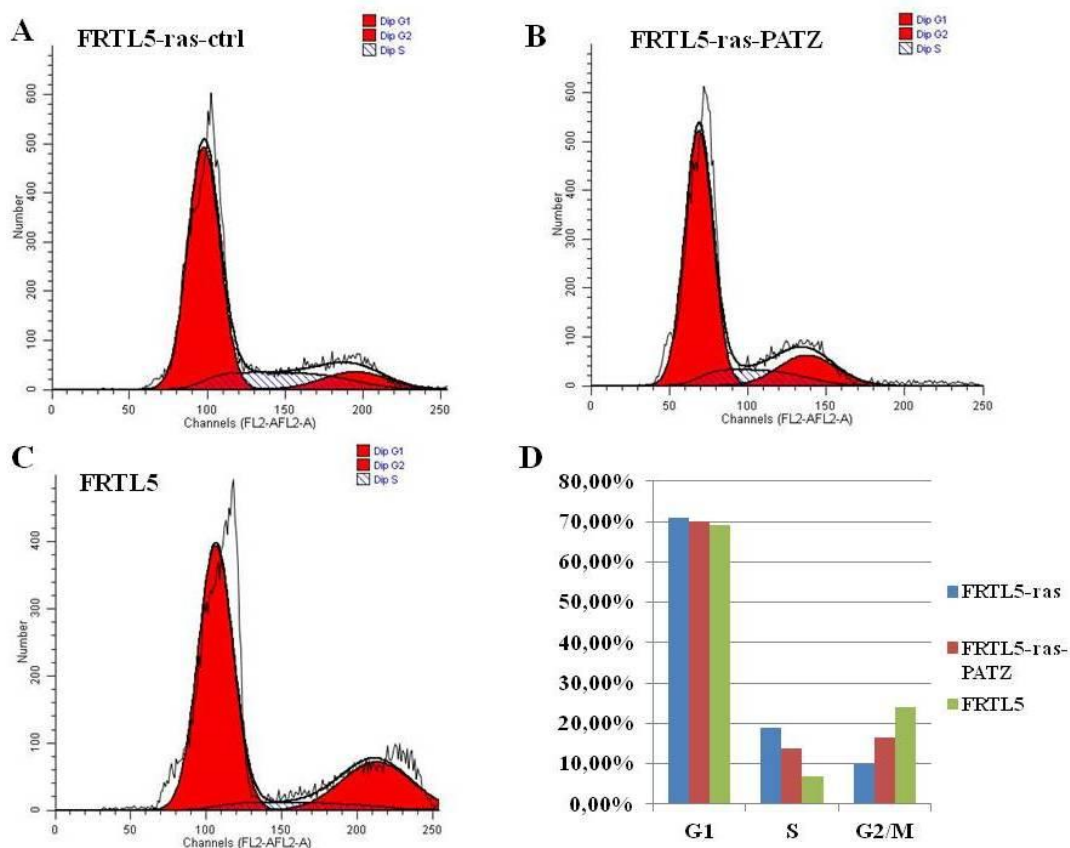 A
FRTL5-ras-ctrl
Dip G1
Dip G2
Dip S
Number
0 100 200 300 400 500 600
0 50 100 150 200 250
Channels (FL2-AFL2-A)
B
FRTL5-ras-PATZ
Dip G1
Dip G2
Dip S
Number
0 100 200 300 400 500 600
0 50 100 150 200 250
Channels (FL2-AFL2-A)
C
FRTL5
Dip G1
Dip G2
Dip S
Number
0 100 200 300 400
0 50 100 150 200 250
Channels (FL2-AFL2-A)
D
80,00%
70,00%
60,00%
50,00%
40,00%
30,00%
20,00%
10,00%
0,00%
G1 S G2/M
FRTL5-ras
FRTL5-ras-
PATZ
FRTL5